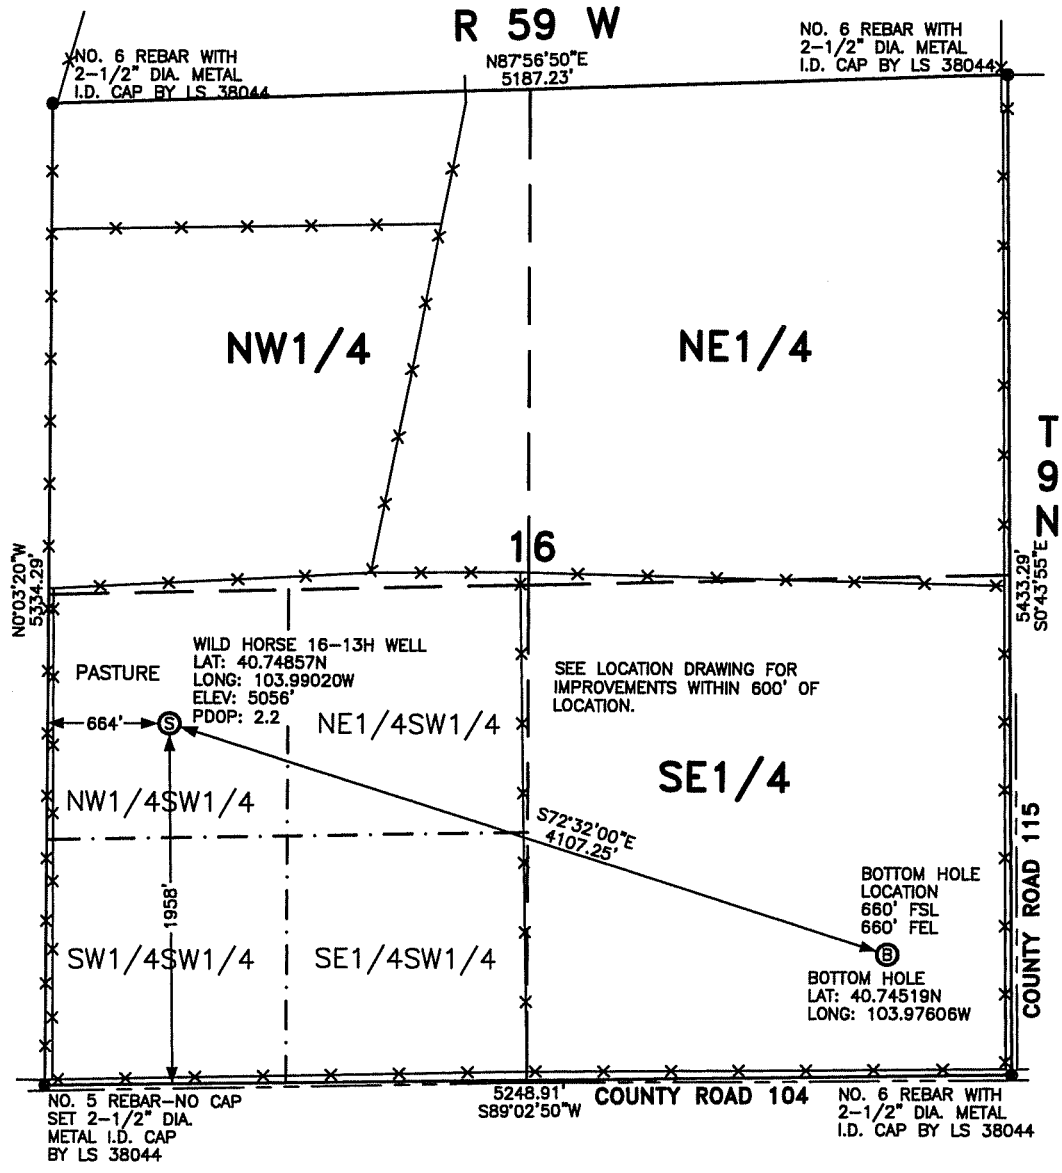 R 59 W
N87°56'50"E
5187.23'
NO. 6 REBAR WITH
2-1/2" DIA. METAL
I.D. CAP BY LS 38044
NO. 6 REBAR WITH
2-1/2" DIA. METAL
I.D. CAP BY LS 38044
NW1/4
NE1/4
T
9
N
16
N0°03'20"W
5334.29'
5433.29'
S0°43'55"E
WILD HORSE 16-13H WELL
LAT: 40.74857N
LONG: 103.99020W
ELEV: 5056'
PDOP: 2.2
PASTURE
664'
S
NE1/4SW1/4
SEE LOCATION DRAWING FOR
IMPROVEMENTS WITHIN 600' OF
LOCATION.
SE1/4
NW1/4SW1/4
S72°32'00"E
4107.25'
COUNTY ROAD 115
1958'
BOTTOM HOLE
LOCATION
660' FSL
660' FEL
B
SW1/4SW1/4
SE1/4SW1/4
BOTTOM HOLE
LAT: 40.74519N
LONG: 103.97606W
NO. 5 REBAR-NO CAP
SET 2-1/2" DIA.
METAL I.D. CAP
BY LS 38044
5248.91'
S89°02'50"W
COUNTY ROAD 104
NO. 6 REBAR WITH
2-1/2" DIA. METAL
I.D. CAP BY LS 38044